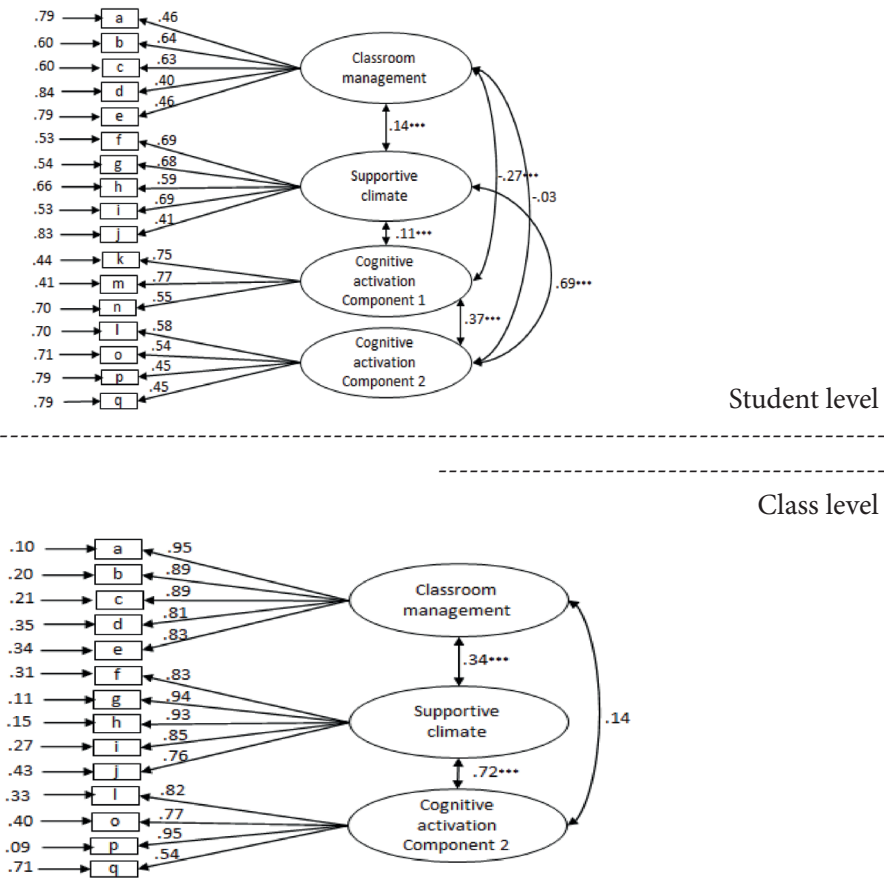 .79 a .46
.60 b .64
.60 c .63
.84 d .40
.79 e .46
.53 f .69
.54 g .68
.66 h .59
.53 i .69
.83 j .41
.44 k .75
.41 m .77
.70 n .55
.70 l .58
.71 o .54
.79 p .45
.79 q .45
Classroom
management
.14***
Supportive
climate
.11***
Cognitive
activation
Component 1
.37***
Cognitive
activation
Component 2
-.27***
-.03
.69***
Student level
Class level
.10 a .95
.20 b .89
.21 c .89
.35 d .81
.34 e .83
.31 f .83
.11 g .94
.15 h .93
.27 i .85
.43 j .76
.33 l .82
.40 o .77
.09 p .95
.71 q .54
Classroom
management
.34***
Supportive
climate
.72***
Cognitive
activation
Component 2
.14